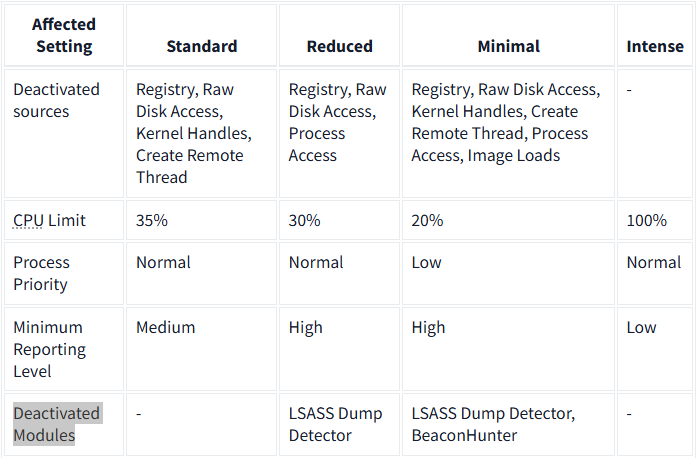 Affected Setting
Standard
Reduced
Minimal
Intense
Deactivated sources
Registry, Raw
Disk Access,
Kernel Handles,
Create Remote
Thread
Registry, Raw
Disk Access,
Process
Access
Registry, Raw Disk Access,
Kernel Handles, Create
Remote Thread, Process
Access, Image Loads
-
CPU Limit
35%
30%
20%
100%
Process
Priority
Normal
Normal
Low
Normal
Minimum
Reporting
Level
Medium
High
High
Low
Deactivated
Modules
-
LSASS Dump
Detector
LSASS Dump Detector,
BeaconHunter
-